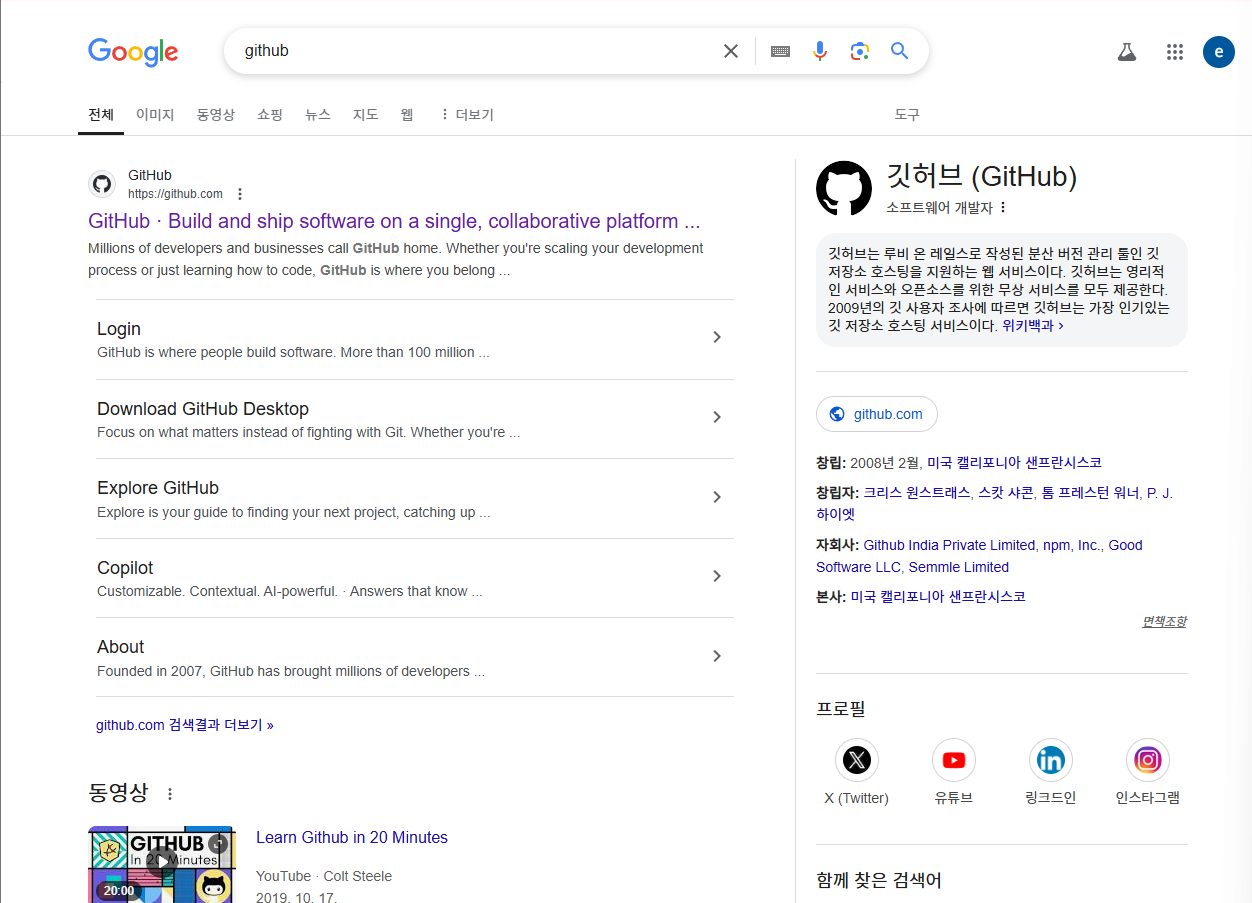 Google
github
e
전체 이미지 동영상 쇼핑 뉴스 지도 웹 더보기 도구
GitHub
https://github.com
GitHub · Build and ship software on a single, collaborative platform ...
Millions of developers and businesses call GitHub home. Whether you're scaling your development
process or just learning how to code, GitHub is where you belong ...
Login
GitHub is where people build software. More than 100 million ...
Download GitHub Desktop
Focus on what matters instead of fighting with Git. Whether you're ...
Explore GitHub
Explore is your guide to finding your next project, catching up ...
Copilot
Customizable. Contextual. AI-powerful. · Answers that know ...
About
Founded in 2007, GitHub has brought millions of developers ...
github.com 검색결과 더보기 »
동영상
GITHUB
In 20 Minutes
20:00
Learn Github in 20 Minutes
YouTube · Colt Steele
2019. 10. 17.
깃허브 (GitHub)
소프트웨어 개발자
깃허브는 루비 온 레일스로 작성된 분산 버전 관리 툴인 깃
저장소 호스팅을 지원하는 웹 서비스이다. 깃허브는 영리적
인 서비스와 오픈소스를 위한 무상 서비스를 모두 제공한다.
2009년의 깃 사용자 조사에 따르면 깃허브는 가장 인기있는
깃 저장소 호스팅 서비스이다. 위키백과 ›
github.com
창립: 2008년 2월, 미국 캘리포니아 샌프란시스코
창립자: 크리스 원스트래스, 스캇 샤콘, 톰 프레스턴 워너, P. J.
하이엣
자회사: Github India Private Limited, npm, Inc., Good
Software LLC, Semmle Limited
본사: 미국 캘리포니아 샌프란시스코
면책조항
프로필
X (Twitter) 유튜브 링크드인 인스타그램
함께 찾은 검색어